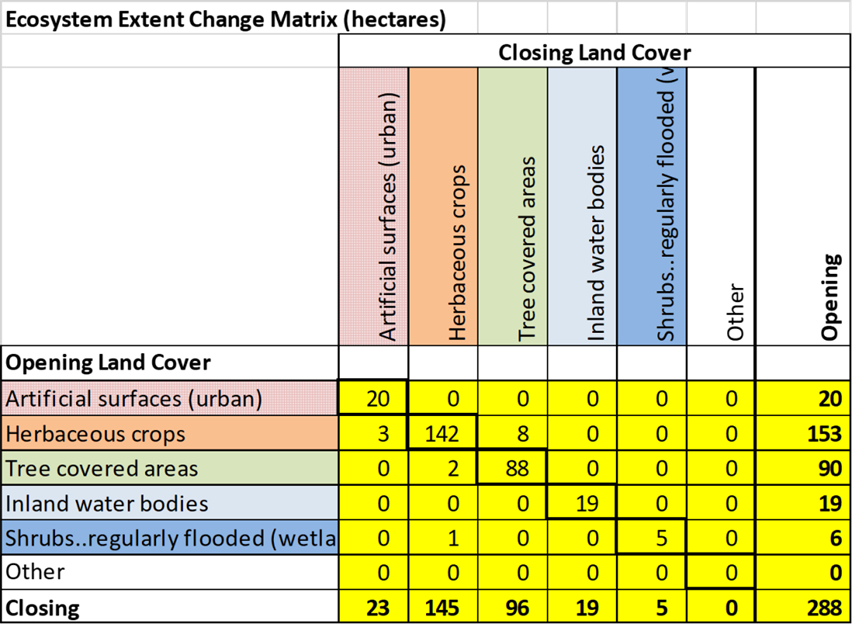 Ecosystem Extent Change Matrix (hectares)
Closing Land Cover
Artificial surfaces (urban)
Herbaceous crops
Tree covered areas
Inland water bodies
Shrubs..regularly flooded (
Other
Opening
Opening Land Cover
Artificial surfaces (urban) 20 0 0 0 0 0 20
Herbaceous crops 3 142 8 0 0 0 153
Tree covered areas 0 2 88 0 0 0 90
Inland water bodies 0 0 0 19 0 0 19
Shrubs..regularly flooded (wetla 0 1 0 0 5 0 6
Other 0 0 0 0 0 0 0
Closing 23 145 96 19 5 0 288